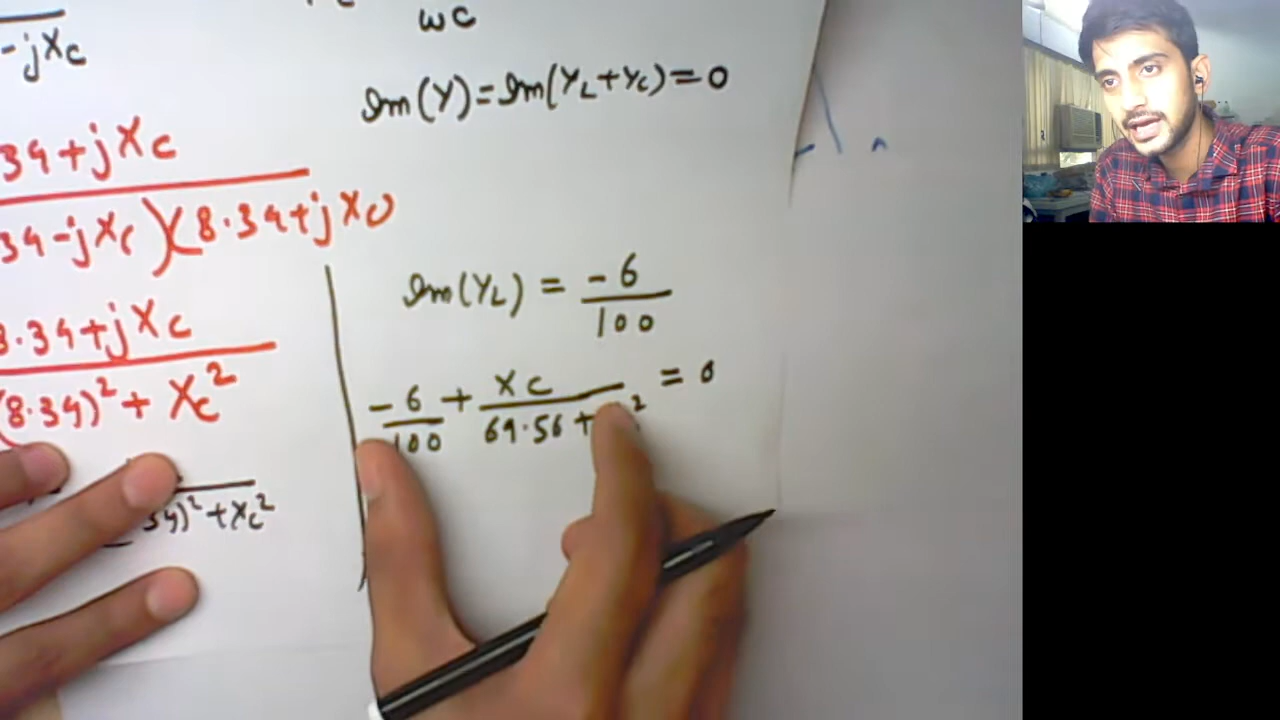 -jXc
ωc
Im(Y)=Im(YL+Yc)=0
34+jXc
34-jXc)(8.34+jXc)
Im(YL) = -6/100
8.34+jXc
(8.34)²+Xc²
-6/100 + Xc/69.56+ ² = 0
34)²+Xc²